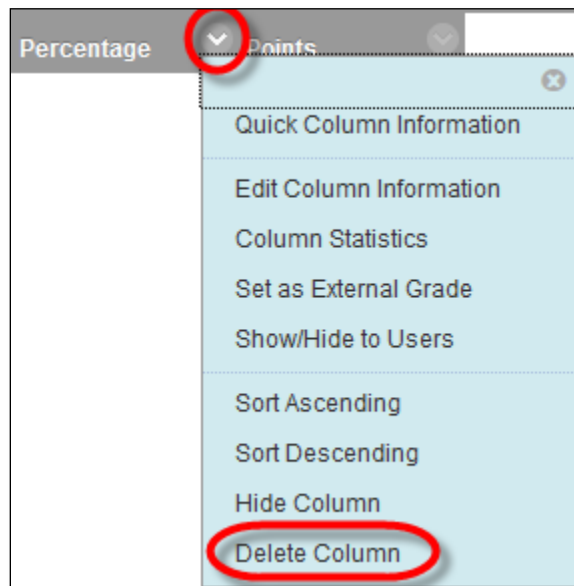 Percentage Points
Quick Column Information
Edit Column Information
Column Statistics
Set as External Grade
Show/Hide to Users
Sort Ascending
Sort Descending
Hide Column
Delete Column